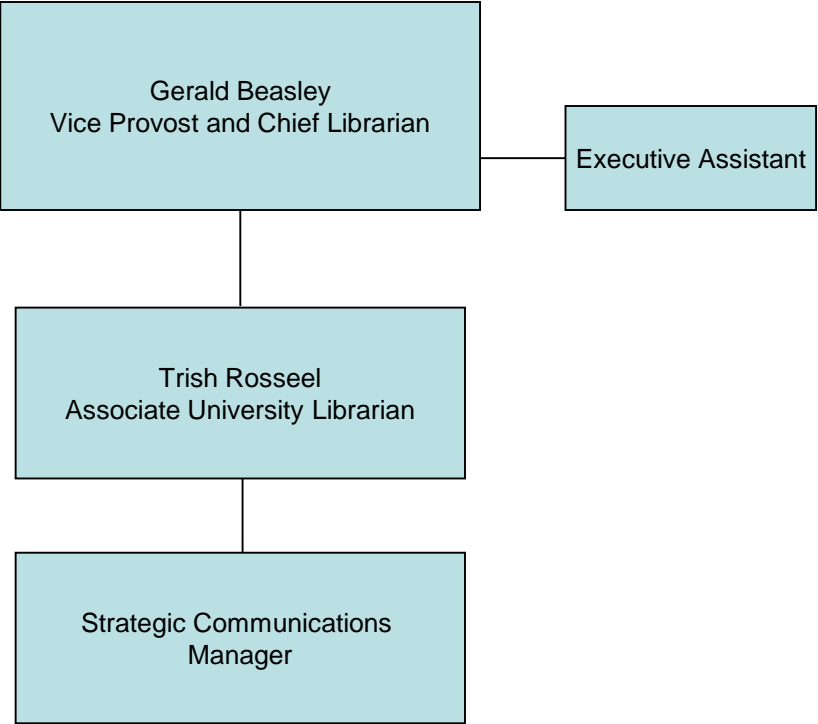 Gerald Beasley
Vice Provost and Chief Librarian
Executive Assistant
Trish Rosseel
Associate University Librarian
Strategic Communications
Manager